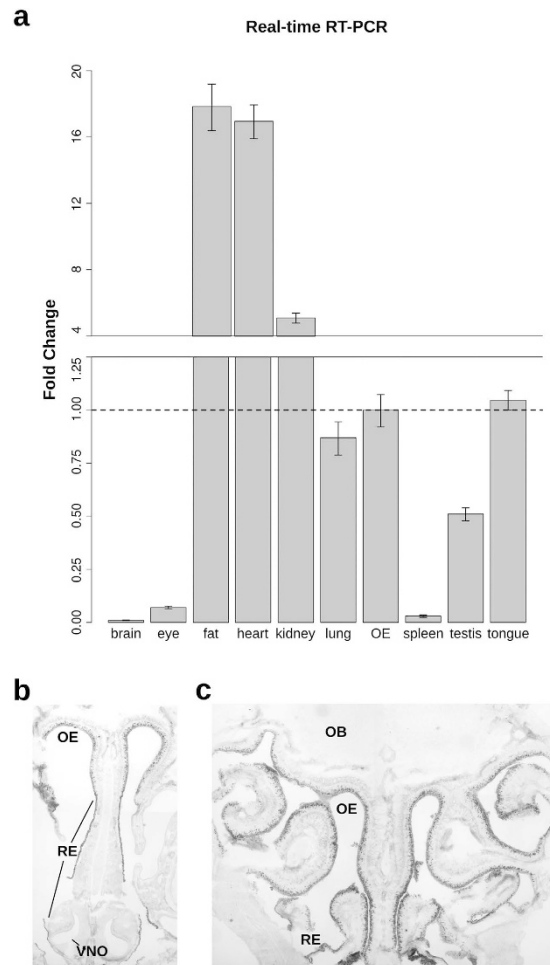 a
Real-time RT-PCR
Fold Change
20
16
12
8
4
1.25
1.00
0.75
0.50
0.25
0.00
brain eye fat heart kidney lung OE spleen testis tongue
b
c
OE
RE
VNO
OB
OE
RE